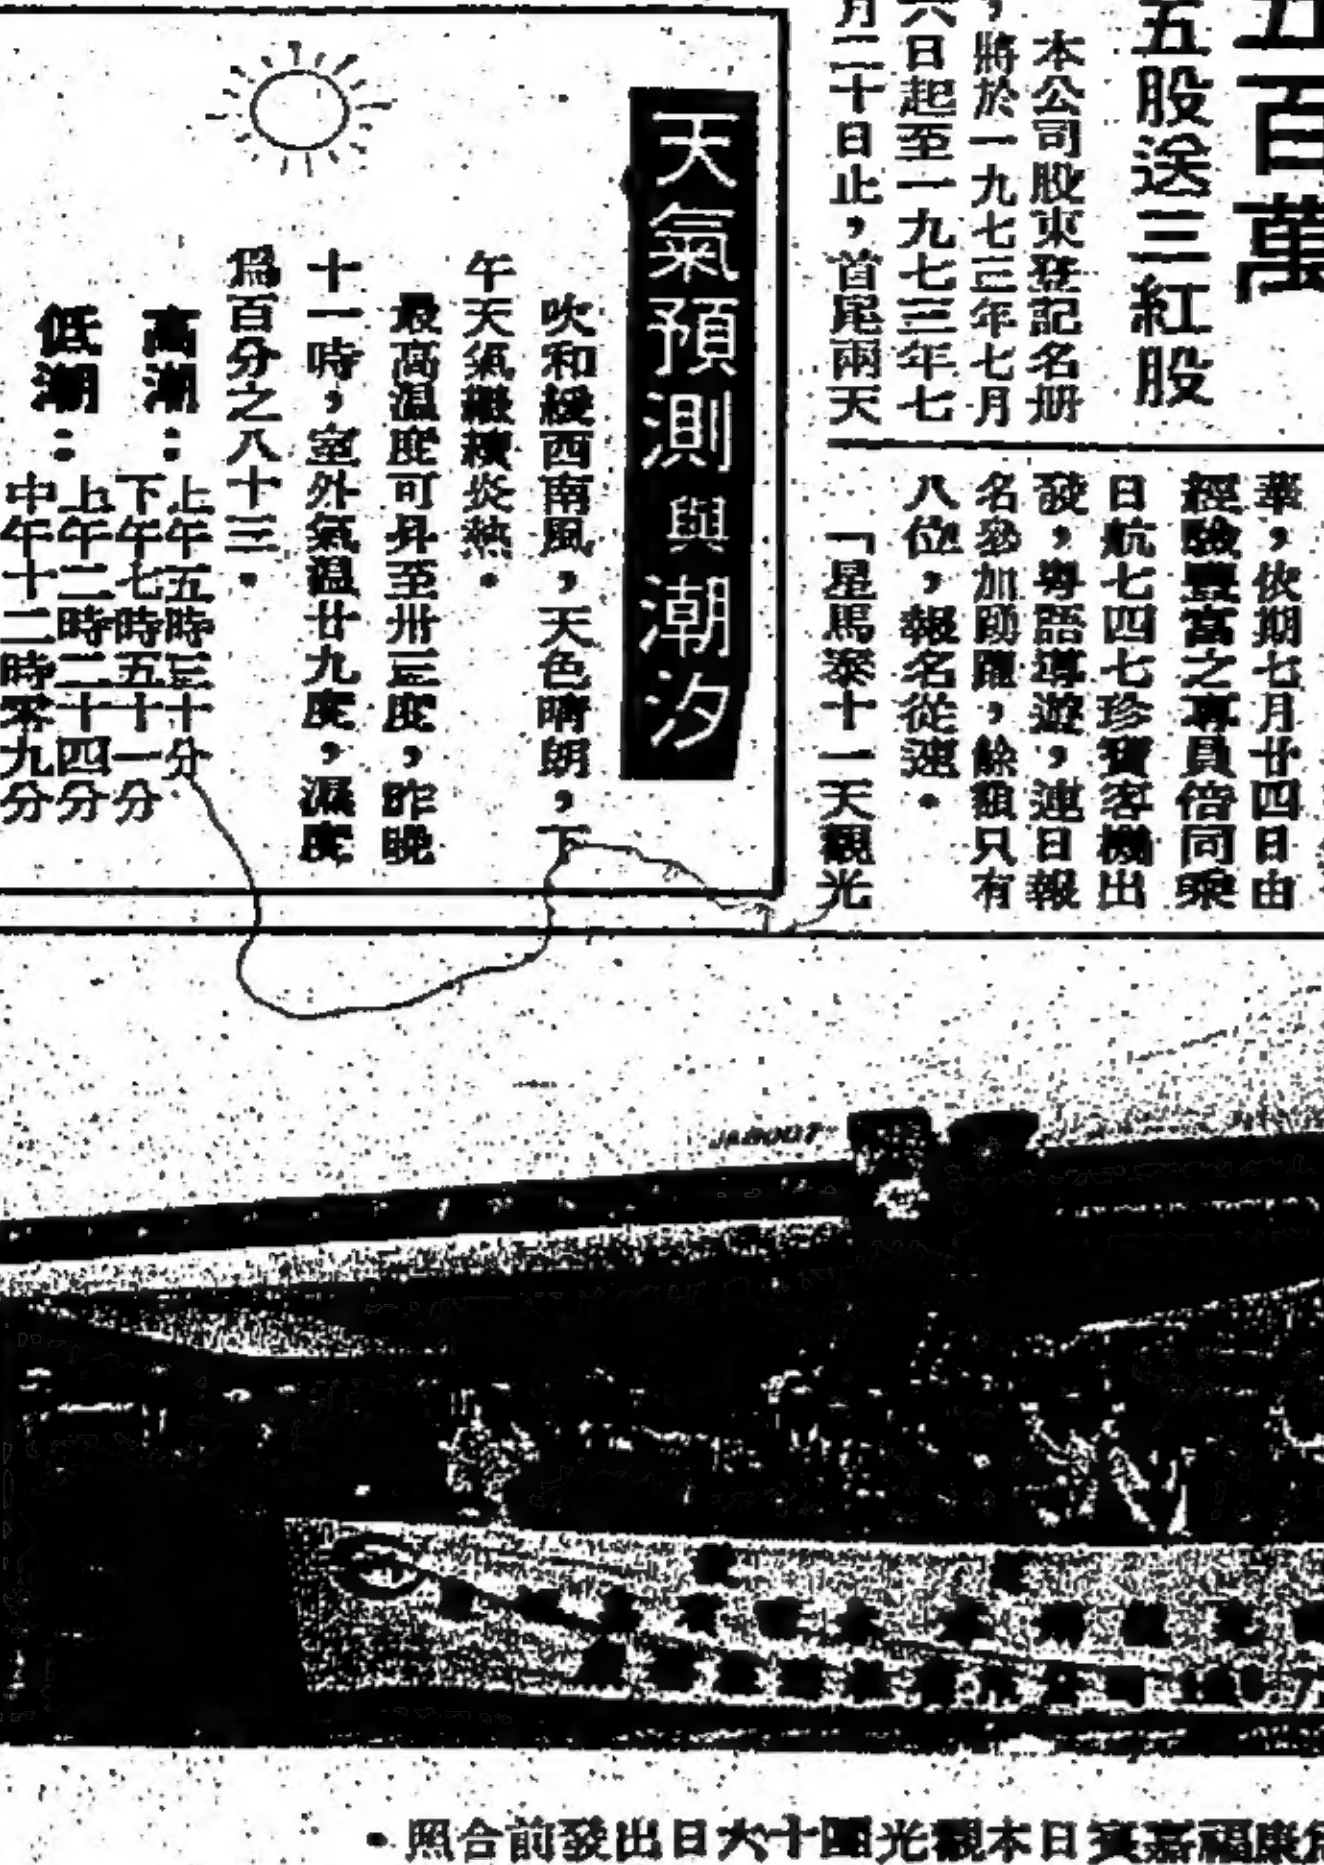 五百萬
五股送三紅股
本公司股東登記名册
，將於一九七三年七月
六日起至一九七三年七
月二十日止，首尾兩天
華，依期七月廿四日由
經驗豐富之專員倍同乘
日航七四七珍寶客機出
發，粤語導遊，連日報
名參加踴躍，餘額只有
八位，報名從速。
「星馬泰十一天觀光
天氣預測與潮汐
吹和緩西南風，天色晴朗，下
午天氣繼續炎熱。
最高温度可昇至卅三度，昨晚
十一時，室外氣温廿九度，濕度
爲百分之八十三。
高潮：上午五時三十分
下午七時五十一分
低潮：上午二時二十四分
中午十二時零九分
JA8007
康福嘉賓日本觀光團十六日出發前合照。